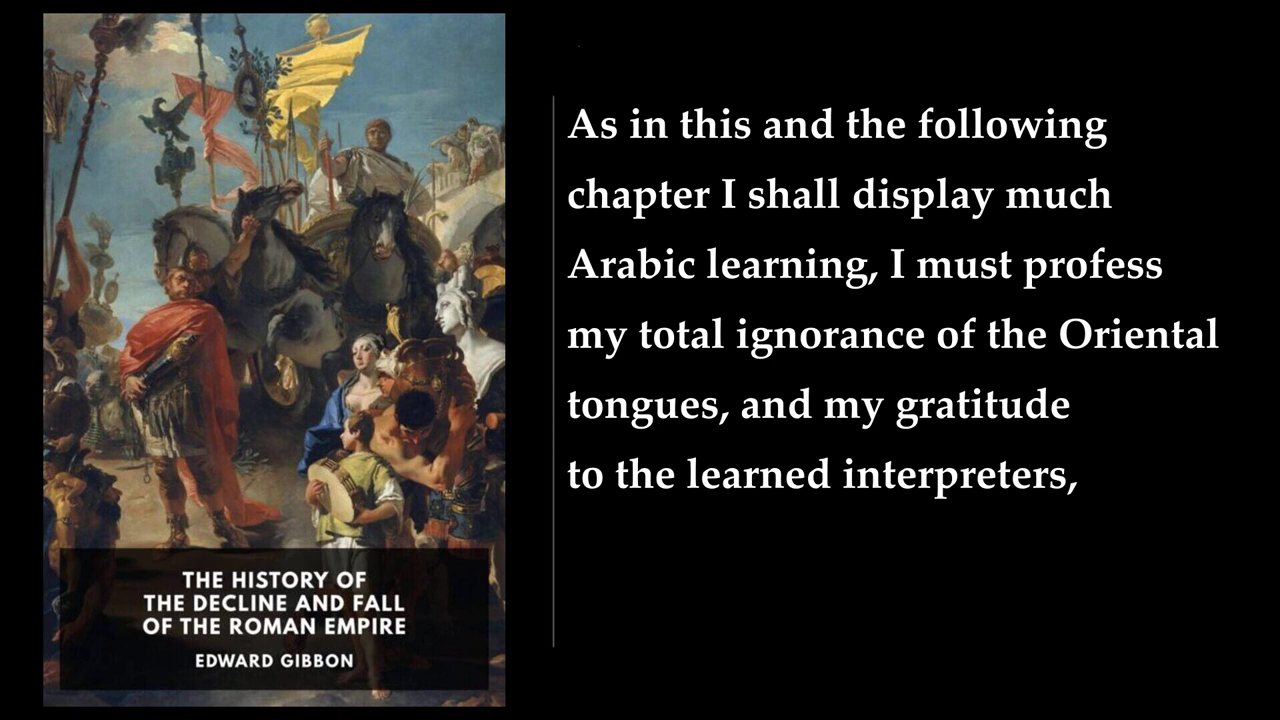 THE HISTORY OF
THE DECLINE AND FALL
OF THE ROMAN EMPIRE
EDWARD GIBBON
As in this and the following
chapter I shall display much
Arabic learning, I must profess
my total ignorance of the Oriental
tongues, and my gratitude
to the learned interpreters,